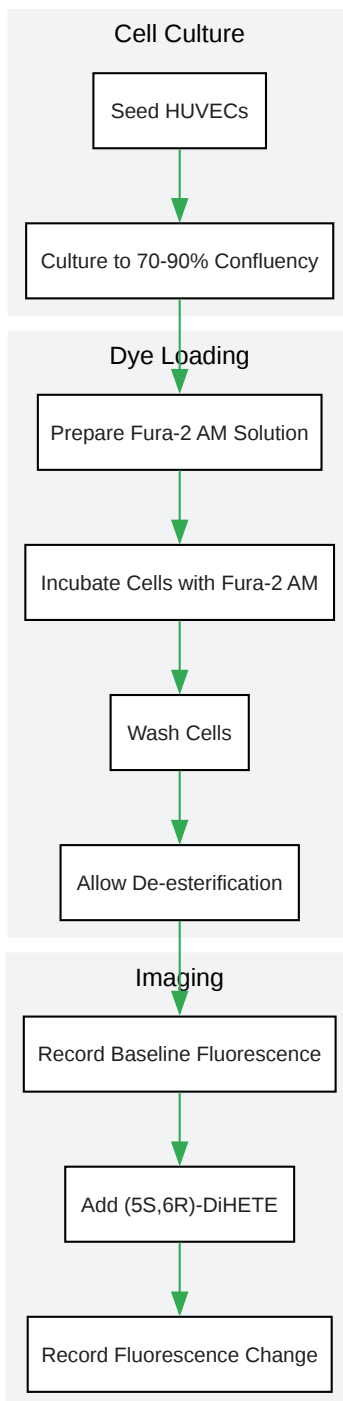 Cell Culture
Seed HUVECs
Culture to 70-90% Confluency
Dye Loading
Prepare Fura-2 AM Solution
Incubate Cells with Fura-2 AM
Wash Cells
Allow De-esterification
Imaging
Record Baseline Fluorescence
Add (5S,6R)-DiHETE
Record Fluorescence Change